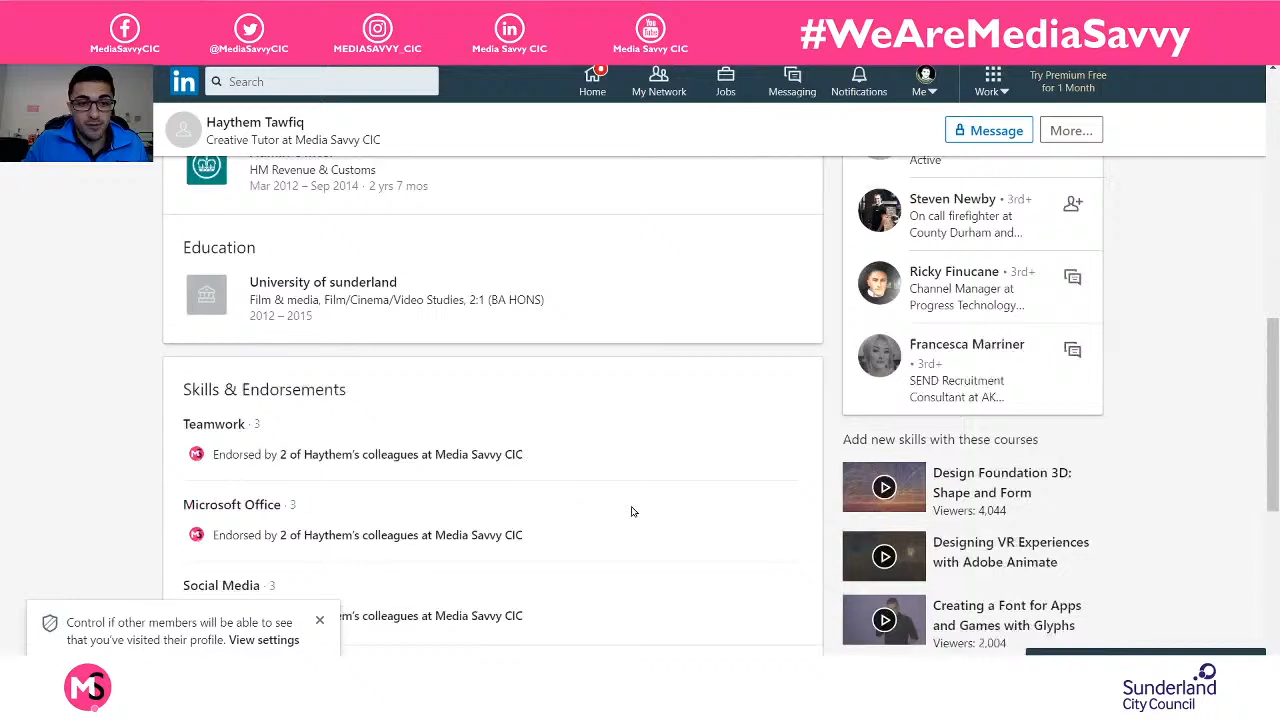 MediaSavvyCIC
@MediaSavvyCIC
MEDIASAVVY_CIC
Media Savvy CIC
You Tube
Media Savvy CIC
#WeAreMediaSavvy
in
Search
Home
My Network
Jobs
Messaging
Notifications
Me
Work
Try Premium Free
for 1 Month
Haythem Tawfiq
Creative Tutor at Media Savvy CIC
Message
More...
HM Revenue & Customs
Mar 2012 – Sep 2014 · 2 yrs 7 mos
Education
University of sunderland
Film & media, Film/Cinema/Video Studies, 2:1 (BA HONS)
2012 – 2015
Skills & Endorsements
Teamwork · 3
Endorsed by 2 of Haythem's colleagues at Media Savvy CIC
Microsoft Office · 3
Endorsed by 2 of Haythem's colleagues at Media Savvy CIC
Social Media · 3
em's colleagues at Media Savvy CIC
Control if other members will be able to see
that you've visited their profile. View settings
Active
Steven Newby • 3rd+
On call firefighter at
County Durham and...
Ricky Finucane • 3rd+
Channel Manager at
Progress Technology...
Francesca Marriner
• 3rd+
SEND Recruitment
Consultant at AK...
Add new skills with these courses
Design Foundation 3D:
Shape and Form
Viewers: 4,044
Designing VR Experiences
with Adobe Animate
Creating a Font for Apps
and Games with Glyphs
Viewers: 2,004
MS
Sunderland
City Council